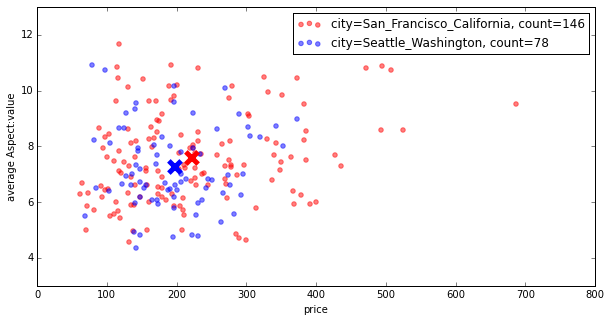 city=San_Francisco_California, count=146
city=Seattle_Washington, count=78
average Aspect:value
12
10
8
6
4
0 100 200 300 400 500 600 700 800
price